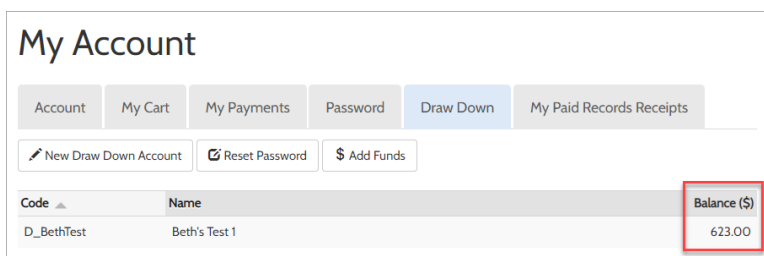 My Account
Account My Cart My Payments Password Draw Down My Paid Records Receipts
New Draw Down Account Reset Password $ Add Funds
Code Name Balance ($)
D_BethTest Beth's Test 1 623.00